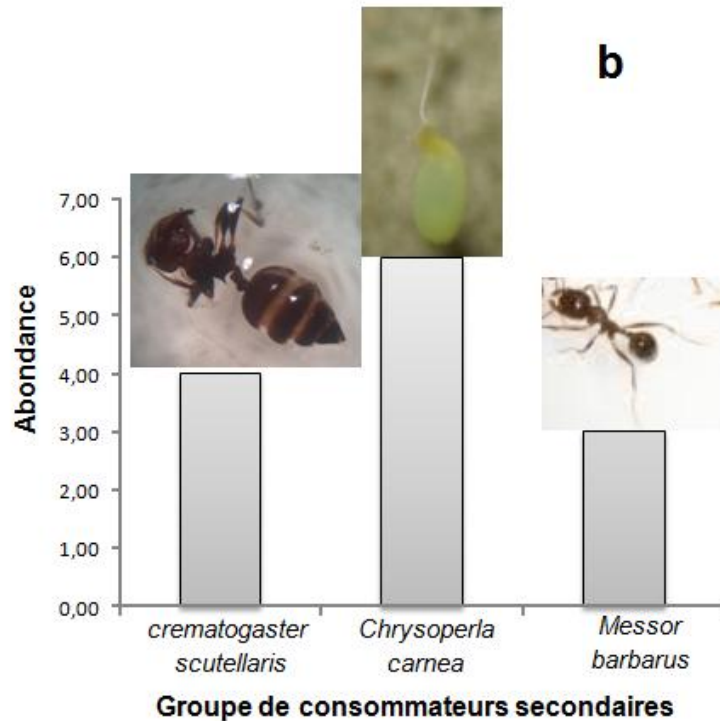 b
7,00
6,00
5,00
4,00
3,00
2,00
1,00
0,00
Abondance
crematogaster
scutellaris
Chrysoperla
carnea
Messor
barbarus
Groupe de consommateurs secondaires